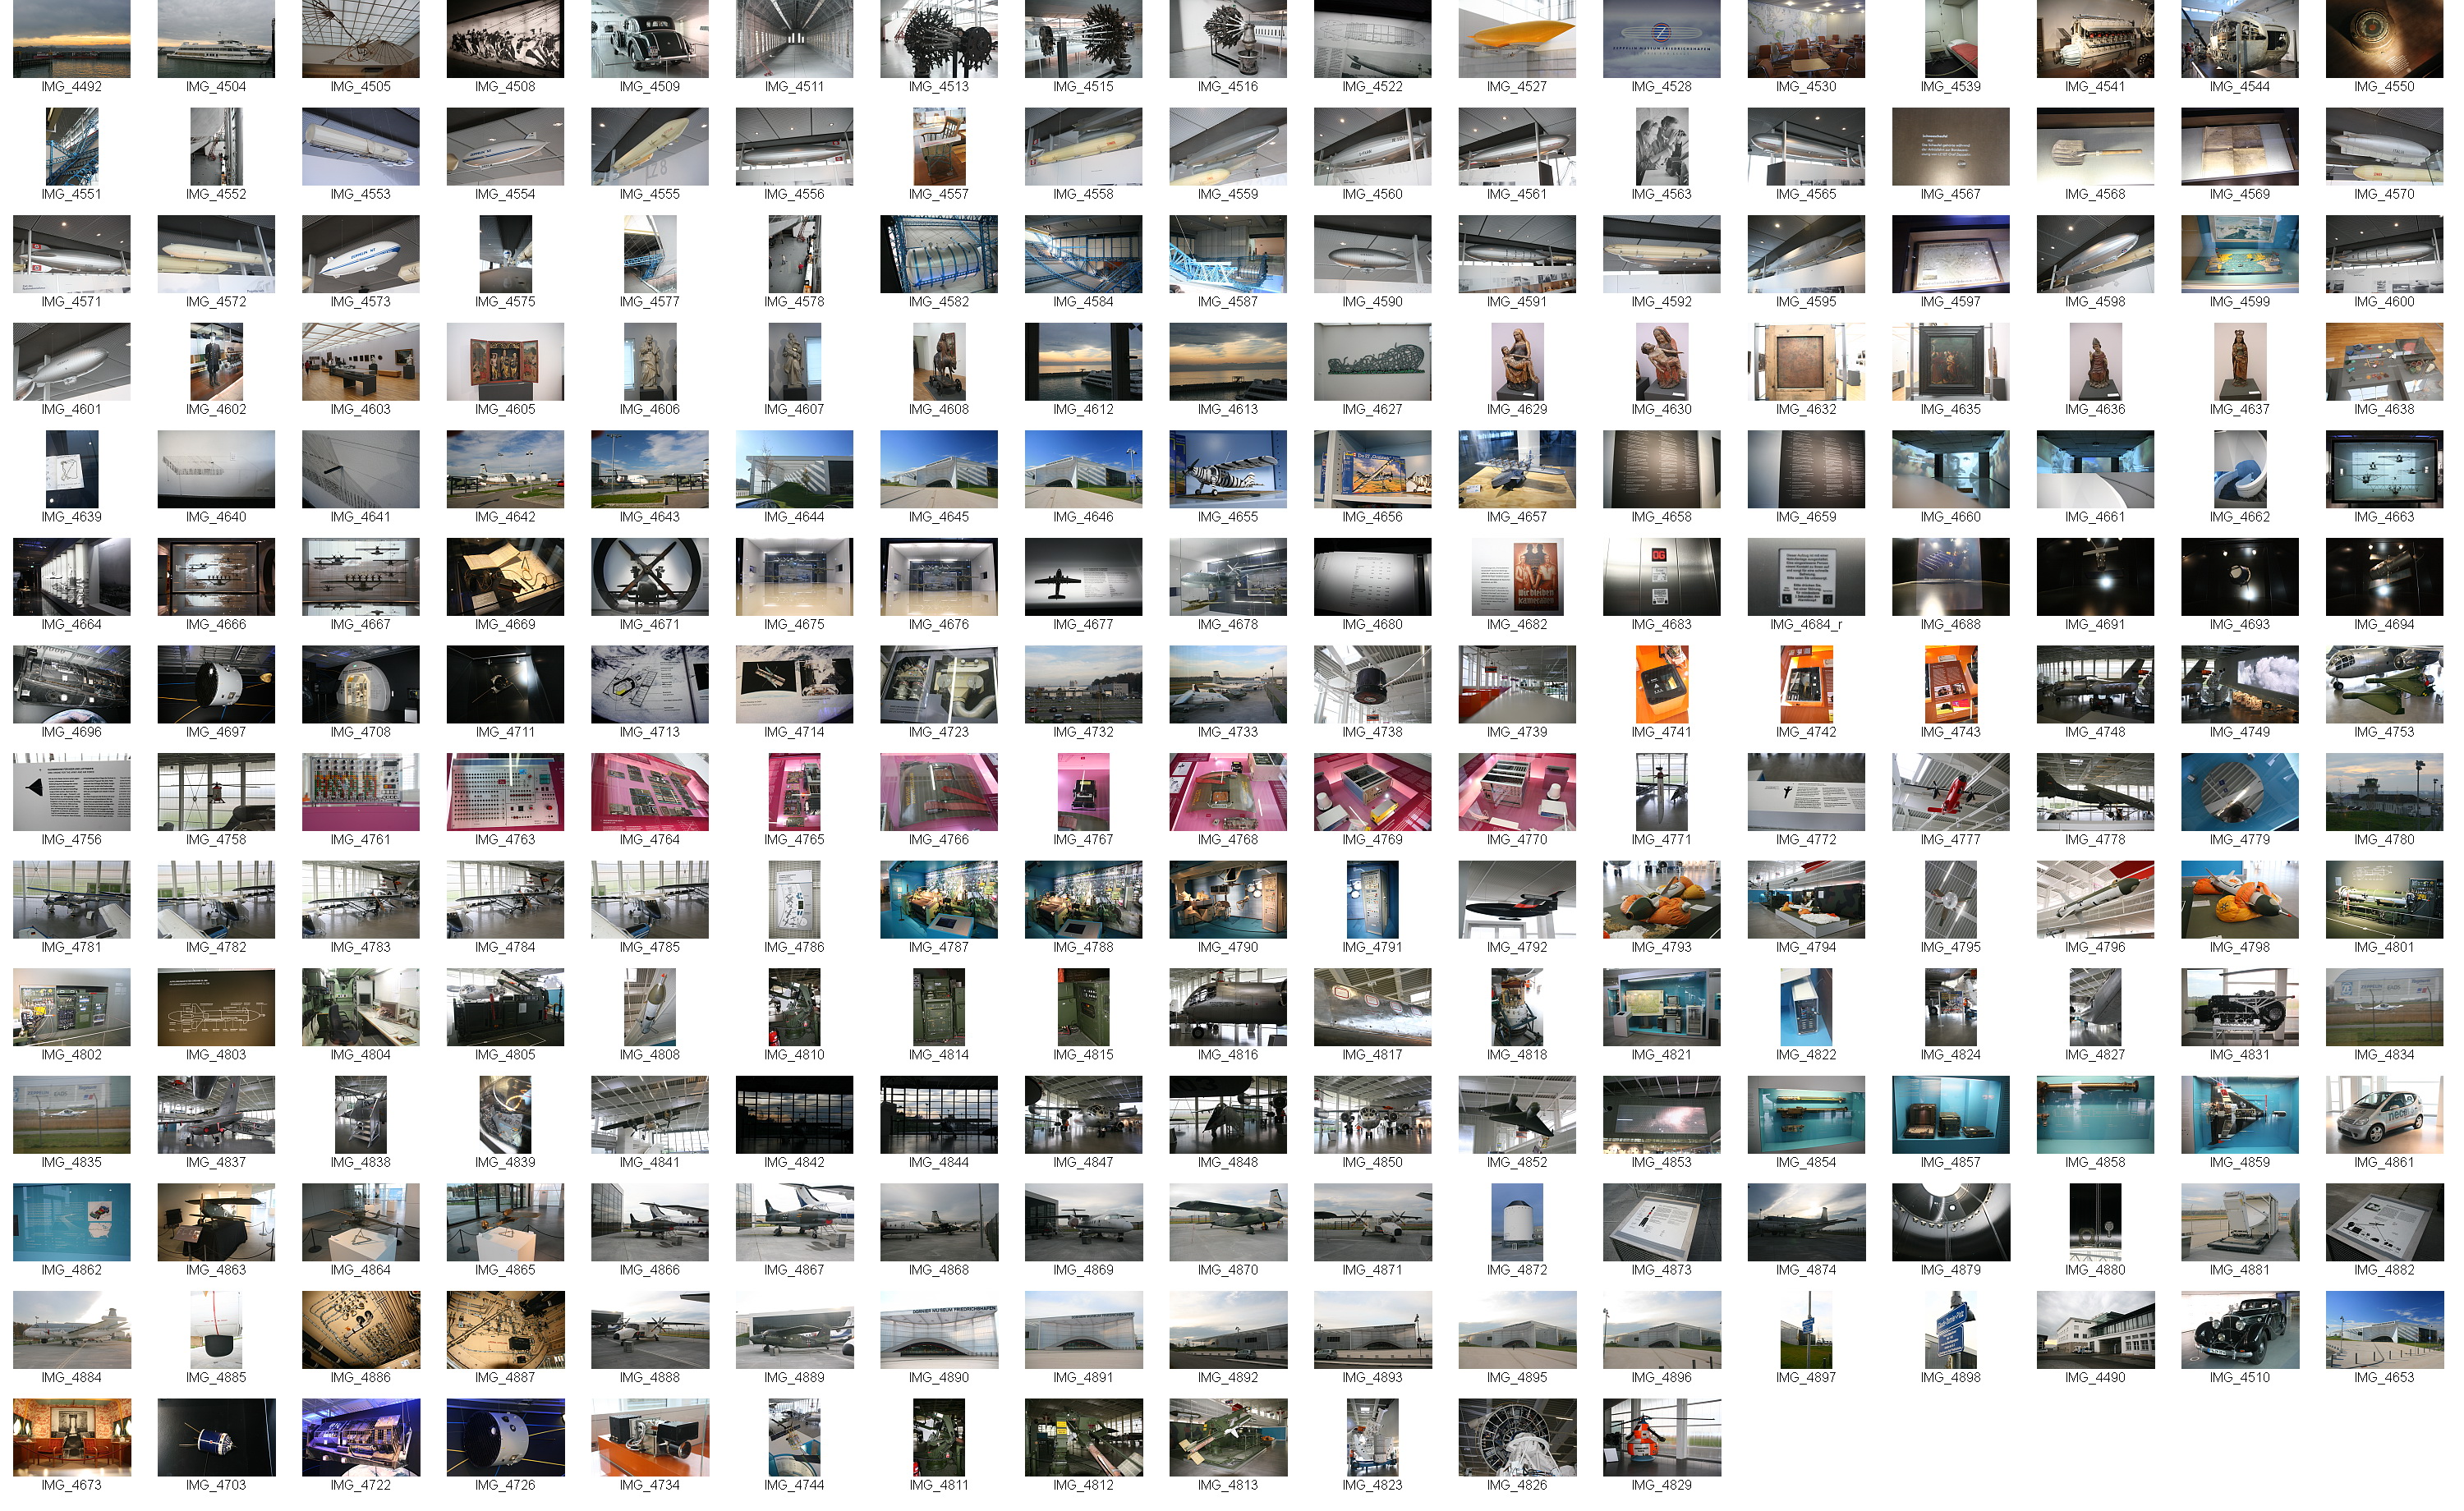 IMG_4492 IMG_4504 IMG_4505 IMG_4508 IMG_4509 IMG_4511 IMG_4513 IMG_4515 IMG_4516 IMG_4522 IMG_4527 IMG_4528 IMG_4530 IMG_4539 IMG_4541 IMG_4544 IMG_4550
IMG_4551 IMG_4552 IMG_4553 IMG_4554 IMG_4555 IMG_4556 IMG_4557 IMG_4558 IMG_4559 IMG_4560 IMG_4561 IMG_4563 IMG_4565 IMG_4567 IMG_4568 IMG_4569 IMG_4570
IMG_4571 IMG_4572 IMG_4573 IMG_4575 IMG_4577 IMG_4578 IMG_4582 IMG_4584 IMG_4587 IMG_4590 IMG_4591 IMG_4592 IMG_4595 IMG_4597 IMG_4598 IMG_4599 IMG_4600
IMG_4601 IMG_4602 IMG_4603 IMG_4605 IMG_4606 IMG_4607 IMG_4608 IMG_4612 IMG_4613 IMG_4627 IMG_4629 IMG_4630 IMG_4632 IMG_4635 IMG_4636 IMG_4637 IMG_4638
IMG_4639 IMG_4640 IMG_4641 IMG_4642 IMG_4643 IMG_4644 IMG_4645 IMG_4646 IMG_4655 IMG_4656 IMG_4657 IMG_4658 IMG_4659 IMG_4660 IMG_4661 IMG_4662 IMG_4663
IMG_4664 IMG_4666 IMG_4667 IMG_4669 IMG_4671 IMG_4675 IMG_4676 IMG_4677 IMG_4678 IMG_4680 IMG_4682 IMG_4683 IMG_4684_r IMG_4688 IMG_4691 IMG_4693 IMG_4694
IMG_4696 IMG_4697 IMG_4708 IMG_4711 IMG_4713 IMG_4714 IMG_4723 IMG_4732 IMG_4733 IMG_4738 IMG_4739 IMG_4741 IMG_4742 IMG_4743 IMG_4748 IMG_4749 IMG_4753
IMG_4756 IMG_4758 IMG_4761 IMG_4763 IMG_4764 IMG_4765 IMG_4766 IMG_4767 IMG_4768 IMG_4769 IMG_4770 IMG_4771 IMG_4772 IMG_4777 IMG_4778 IMG_4779 IMG_4780
IMG_4781 IMG_4782 IMG_4783 IMG_4784 IMG_4785 IMG_4786 IMG_4787 IMG_4788 IMG_4790 IMG_4791 IMG_4792 IMG_4793 IMG_4794 IMG_4795 IMG_4796 IMG_4798 IMG_4801
IMG_4802 IMG_4803 IMG_4804 IMG_4805 IMG_4808 IMG_4810 IMG_4814 IMG_4815 IMG_4816 IMG_4817 IMG_4818 IMG_4821 IMG_4822 IMG_4824 IMG_4827 IMG_4831 IMG_4834
IMG_4835 IMG_4837 IMG_4838 IMG_4839 IMG_4841 IMG_4842 IMG_4844 IMG_4847 IMG_4848 IMG_4850 IMG_4852 IMG_4853 IMG_4854 IMG_4857 IMG_4858 IMG_4859 IMG_4861
IMG_4862 IMG_4863 IMG_4864 IMG_4865 IMG_4866 IMG_4867 IMG_4868 IMG_4869 IMG_4870 IMG_4871 IMG_4872 IMG_4873 IMG_4874 IMG_4879 IMG_4880 IMG_4881 IMG_4882
DORNIER MUSEUM FRIEDRICHSHAFEN
IMG_4884 IMG_4885 IMG_4886 IMG_4887 IMG_4888 IMG_4889 IMG_4890 IMG_4891 IMG_4892 IMG_4893 IMG_4895 IMG_4896 IMG_4897 IMG_4898 IMG_4490 IMG_4510 IMG_4653
IMG_4673 IMG_4703 IMG_4722 IMG_4726 IMG_4734 IMG_4744 IMG_4811 IMG_4812 IMG_4813 IMG_4823 IMG_4826 IMG_4829